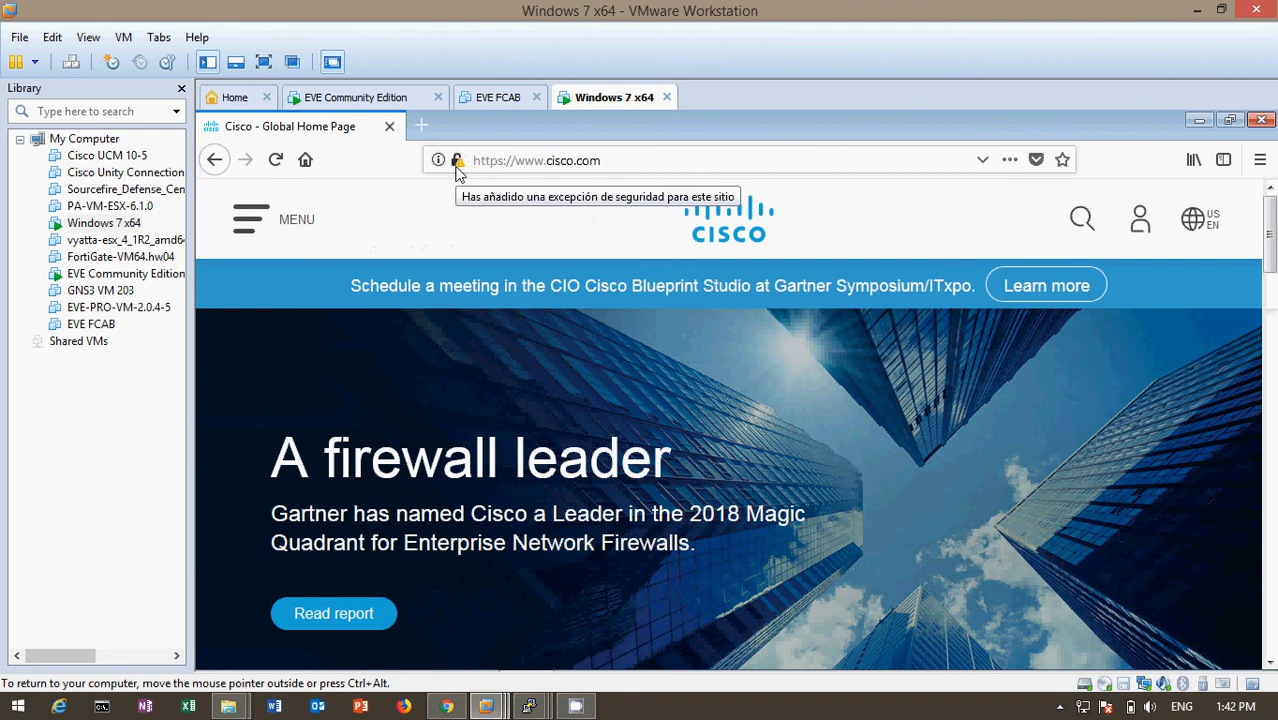 Windows 7 x64 - VMware Workstation
File Edit View VM Tabs Help
Library
Type here to search
My Computer
Cisco UCM 10-5
Cisco Unity Connection
Sourcefire_Defense_Cen
PA-VM-ESX-6.1.0
Windows 7 x64
vyatta-esx_4_1R2_amd64
FortiGate-VM64.hw04
EVE Community Edition
GNS3 VM 203
EVE-PRO-VM-2.0.4-5
EVE FCAB
Shared VMs
Home EVE Community Edition EVE FCAB Windows 7 x64
Cisco - Global Home Page
https://www.cisco.com
Has añadido una excepción de seguridad para este sitio
MENU
CISCO
US
EN
Schedule a meeting in the CIO Cisco Blueprint Studio at Gartner Symposium/ITxpo. Learn more
A firewall leader
Gartner has named Cisco a Leader in the 2018 Magic
Quadrant for Enterprise Network Firewalls.
Read report
To return to your computer, move the mouse pointer outside or press Ctrl+Alt.
ENG 1:42 PM